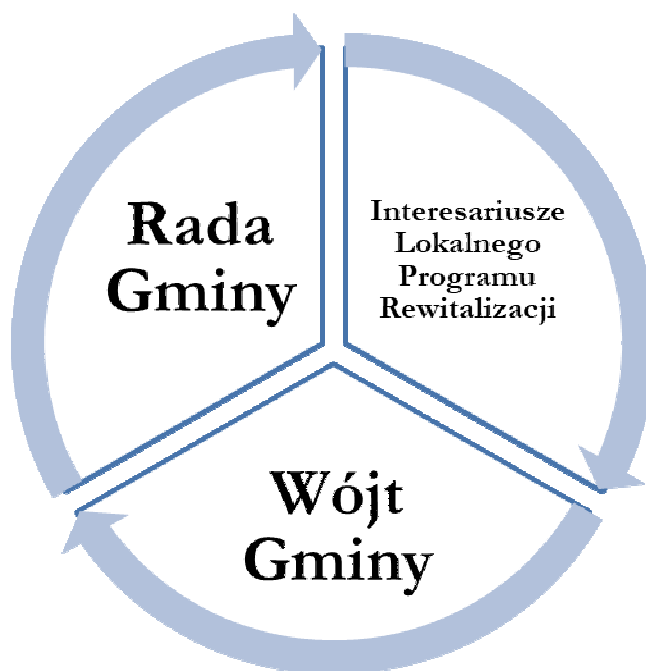 Rada
Gminy
Interesariusze
Lokalnego
Programu
Rewitalizacji
Wójt
Gminy